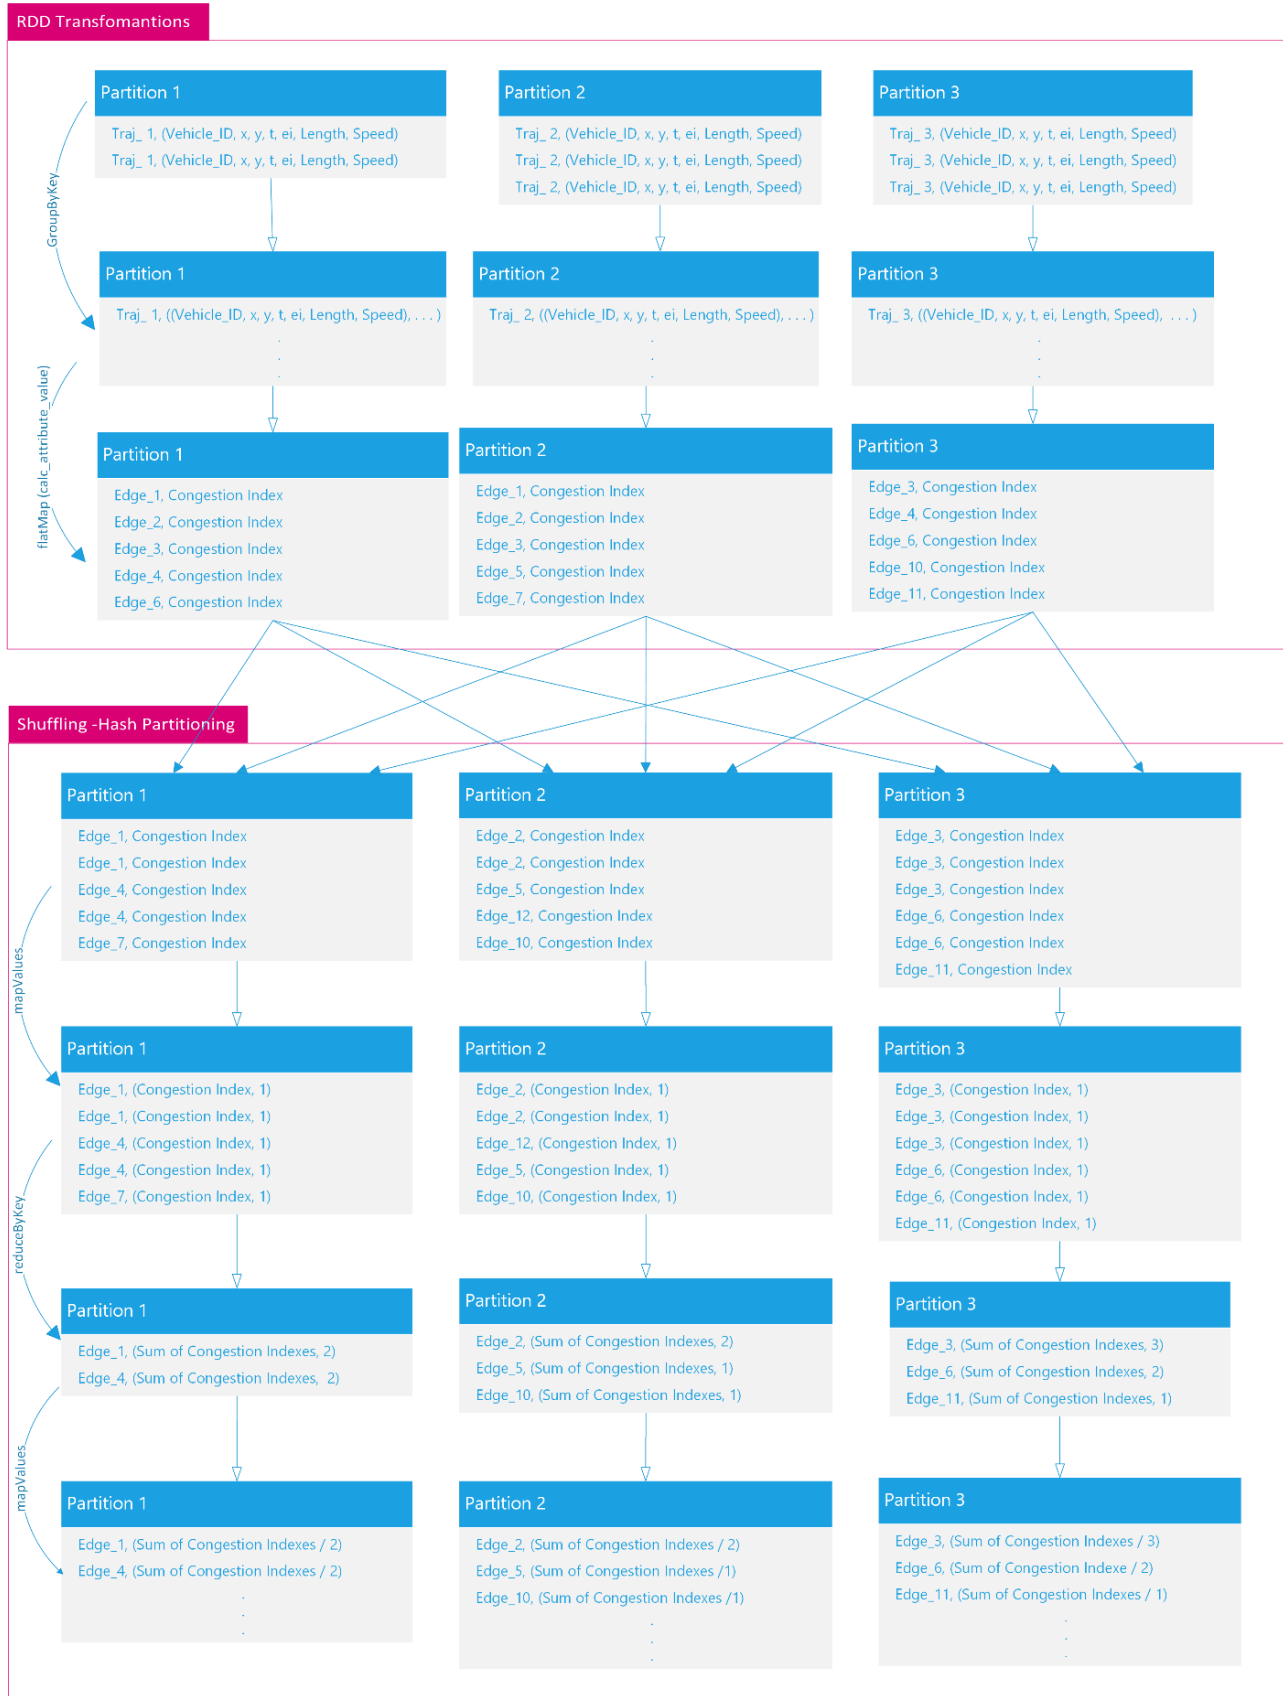 RDD Transfomantions
Partition 1
Traj_ 1, (Vehicle_ID, x, y, t, ei, Length, Speed)
Traj_ 1, (Vehicle_ID, x, y, t, ei, Length, Speed)
Partition 2
Traj_ 2, (Vehicle_ID, x, y, t, ei, Length, Speed)
Traj_ 2, (Vehicle_ID, x, y, t, ei, Length, Speed)
Traj_ 2, (Vehicle_ID, x, y, t, ei, Length, Speed)
Partition 3
Traj_ 3, (Vehicle_ID, x, y, t, ei, Length, Speed)
Traj_ 3, (Vehicle_ID, x, y, t, ei, Length, Speed)
Traj_ 3, (Vehicle_ID, x, y, t, ei, Length, Speed)
GroupByKey
Partition 1
Traj_ 1, ((Vehicle_ID, x, y, t, ei, Length, Speed), . . . )
.
.
.
Partition 2
Traj_ 2, ((Vehicle_ID, x, y, t, ei, Length, Speed), . . . )
.
.
.
Partition 3
Traj_ 3, ((Vehicle_ID, x, y, t, ei, Length, Speed),  . . . )
.
.
.
flatMap (calc_attribute_value)
Partition 1
Edge_1, Congestion Index
Edge_2, Congestion Index
Edge_3, Congestion Index
Edge_4, Congestion Index
Edge_6, Congestion Index
Partition 2
Edge_1, Congestion Index
Edge_2, Congestion Index
Edge_3, Congestion Index
Edge_5, Congestion Index
Edge_7, Congestion Index
Partition 3
Edge_3, Congestion Index
Edge_4, Congestion Index
Edge_6, Congestion Index
Edge_10, Congestion Index
Edge_11, Congestion Index
Shuffling -Hash Partitioning
Partition 1
Edge_1, Congestion Index
Edge_1, Congestion Index
Edge_4, Congestion Index
Edge_4, Congestion Index
Edge_7, Congestion Index
Partition 2
Edge_2, Congestion Index
Edge_2, Congestion Index
Edge_5, Congestion Index
Edge_12, Congestion Index
Edge_10, Congestion Index
Partition 3
Edge_3, Congestion Index
Edge_3, Congestion Index
Edge_3, Congestion Index
Edge_6, Congestion Index
Edge_6, Congestion Index
Edge_11, Congestion Index
mapValues
Partition 1
Edge_1, (Congestion Index, 1)
Edge_1, (Congestion Index, 1)
Edge_4, (Congestion Index, 1)
Edge_4, (Congestion Index, 1)
Edge_7, (Congestion Index, 1)
Partition 2
Edge_2, (Congestion Index, 1)
Edge_2, (Congestion Index, 1)
Edge_12, (Congestion Index, 1)
Edge_5, (Congestion Index, 1)
Edge_10, (Congestion Index, 1)
Partition 3
Edge_3, (Congestion Index, 1)
Edge_3, (Congestion Index, 1)
Edge_3, (Congestion Index, 1)
Edge_6, (Congestion Index, 1)
Edge_6, (Congestion Index, 1)
Edge_11, (Congestion Index, 1)
reduceByKey
Partition 1
Edge_1, (Sum of Congestion Indexes, 2)
Edge_4, (Sum of Congestion Indexes,  2)
Partition 2
Edge_2, (Sum of Congestion Indexes, 2)
Edge_5, (Sum of Congestion Indexes, 1)
Edge_10, (Sum of Congestion Indexes, 1)
Partition 3
Edge_3, (Sum of Congestion Indexes, 3)
Edge_6, (Sum of Congestion Indexes, 2)
Edge_11, (Sum of Congestion Indexes, 1)
mapValues
Partition 1
Edge_1, (Sum of Congestion Indexes / 2)
Edge_4, (Sum of Congestion Indexes / 2)
.
.
.
Partition 2
Edge_2, (Sum of Congestion Indexes / 2)
Edge_5, (Sum of Congestion Indexes /1)
Edge_10, (Sum of Congestion Indexes /1)
.
.
.
Partition 3
Edge_3, (Sum of Congestion Indexes / 3)
Edge_6, (Sum of Congestion Indexe / 2)
Edge_11, (Sum of Congestion Indexes / 1)
.
.
.